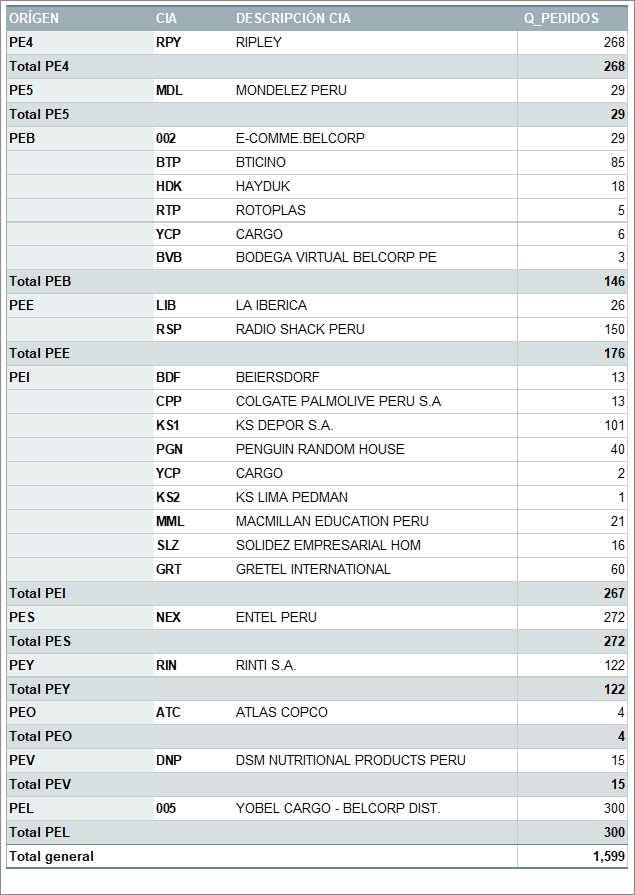 ORÍGEN CIA DESCRIPCIÓN CIA Q_PEDIDOS
PE4 RPY RIPLEY 268
Total PE4 268
PE5 MDL MONDELEZ PERU 29
Total PE5 29
PEB 002 E-COMME.BELCORP 29
BTP BTICINO 85
HDK HAYDUK 18
RTP ROTOPLAS 5
YCP CARGO 6
BVB BODEGA VIRTUAL BELCORP PE 3
Total PEB 146
PEE LIB LA IBERICA 26
RSP RADIO SHACK PERU 150
Total PEE 176
PEI BDF BEIERSDORF 13
CPP COLGATE PALMOLIVE PERU S.A 13
KS1 KS DEPOR S.A. 101
PGN PENGUIN RANDOM HOUSE 40
YCP CARGO 2
KS2 KS LIMA PEDMAN 1
MML MACMILLAN EDUCATION PERU 21
SLZ SOLIDEZ EMPRESARIAL HOM 16
GRT GRETEL INTERNATIONAL 60
Total PEI 267
PES NEX ENTEL PERU 272
Total PES 272
PEY RIN RINTI S.A. 122
Total PEY 122
PEO ATC ATLAS COPCO 4
Total PEO 4
PEV DNP DSM NUTRITIONAL PRODUCTS PERU 15
Total PEV 15
PEL 005 YOBEL CARGO - BELCORP DIST. 300
Total PEL 300
Total general 1,599